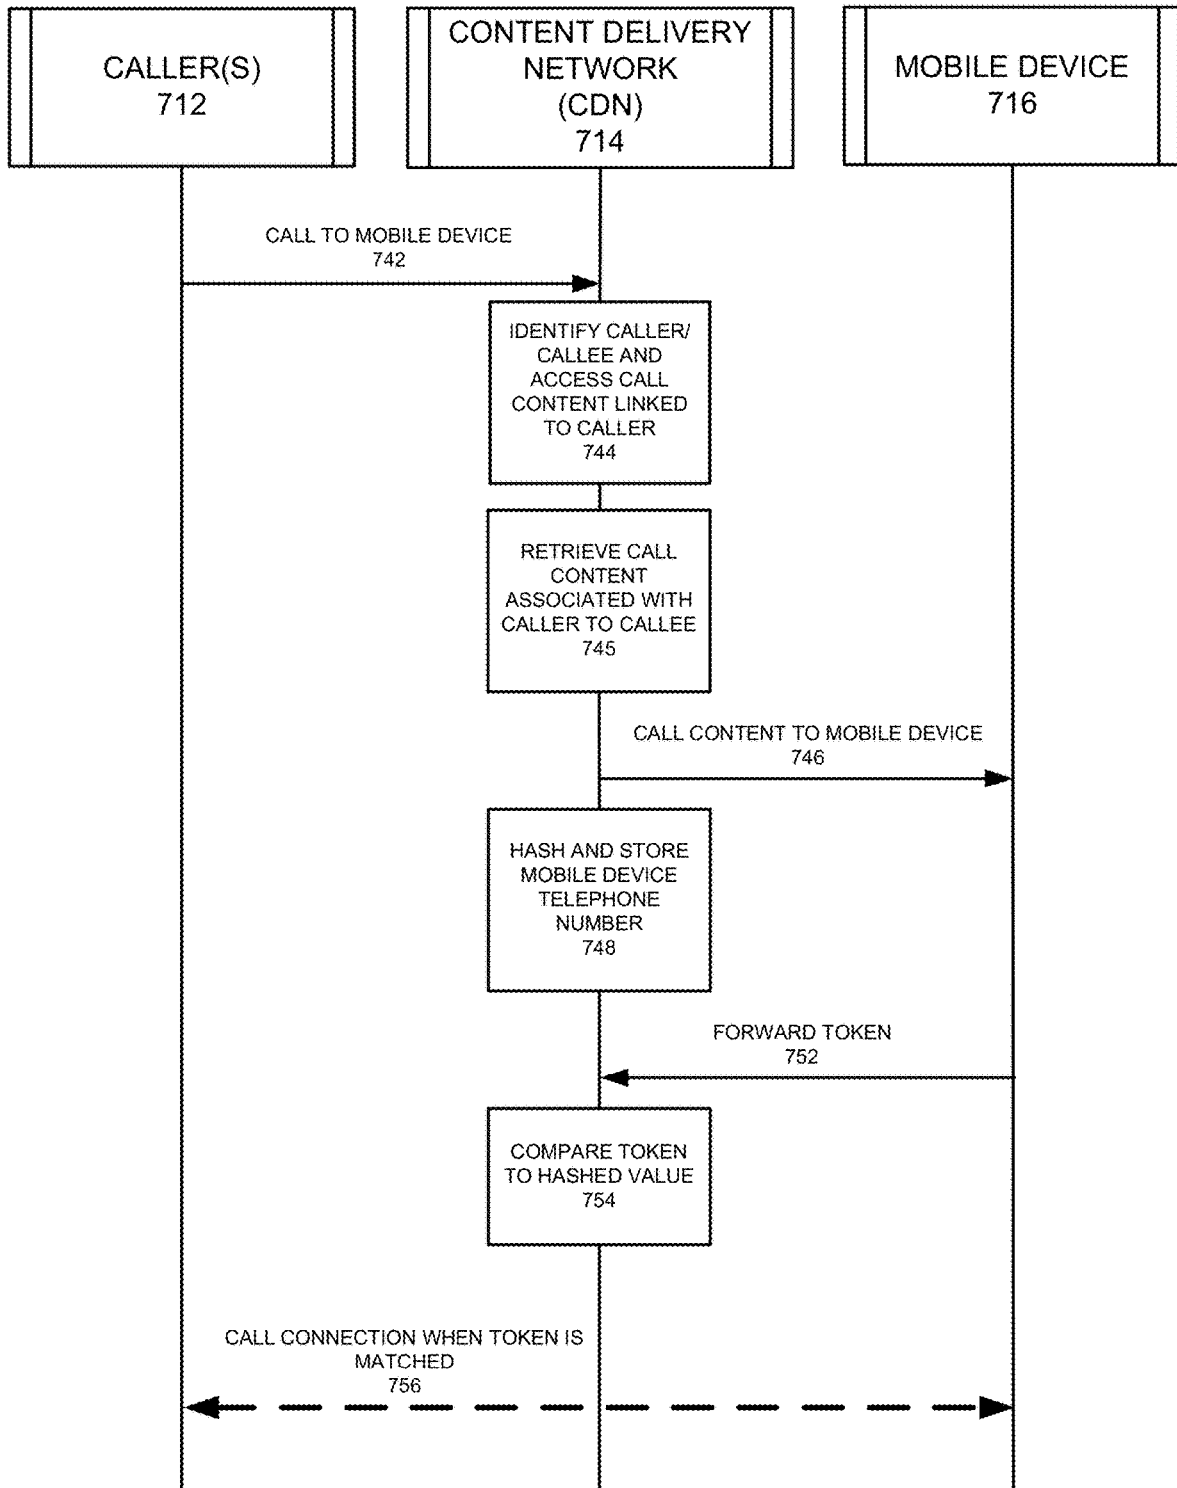 CALLER(S)
712
CONTENT DELIVERY
NETWORK
(CDN)
714
MOBILE DEVICE
716
CALL TO MOBILE DEVICE
742
IDENTIFY CALLER/
CALLEE AND
ACCESS CALL
CONTENT LINKED
TO CALLER
744
RETRIEVE CALL
CONTENT
ASSOCIATED WITH
CALLER TO CALLEE
745
CALL CONTENT TO MOBILE DEVICE
746
HASH AND STORE
MOBILE DEVICE
TELEPHONE
NUMBER
748
FORWARD TOKEN
752
COMPARE TOKEN
TO HASHED VALUE
754
CALL CONNECTION WHEN TOKEN IS
MATCHED
756